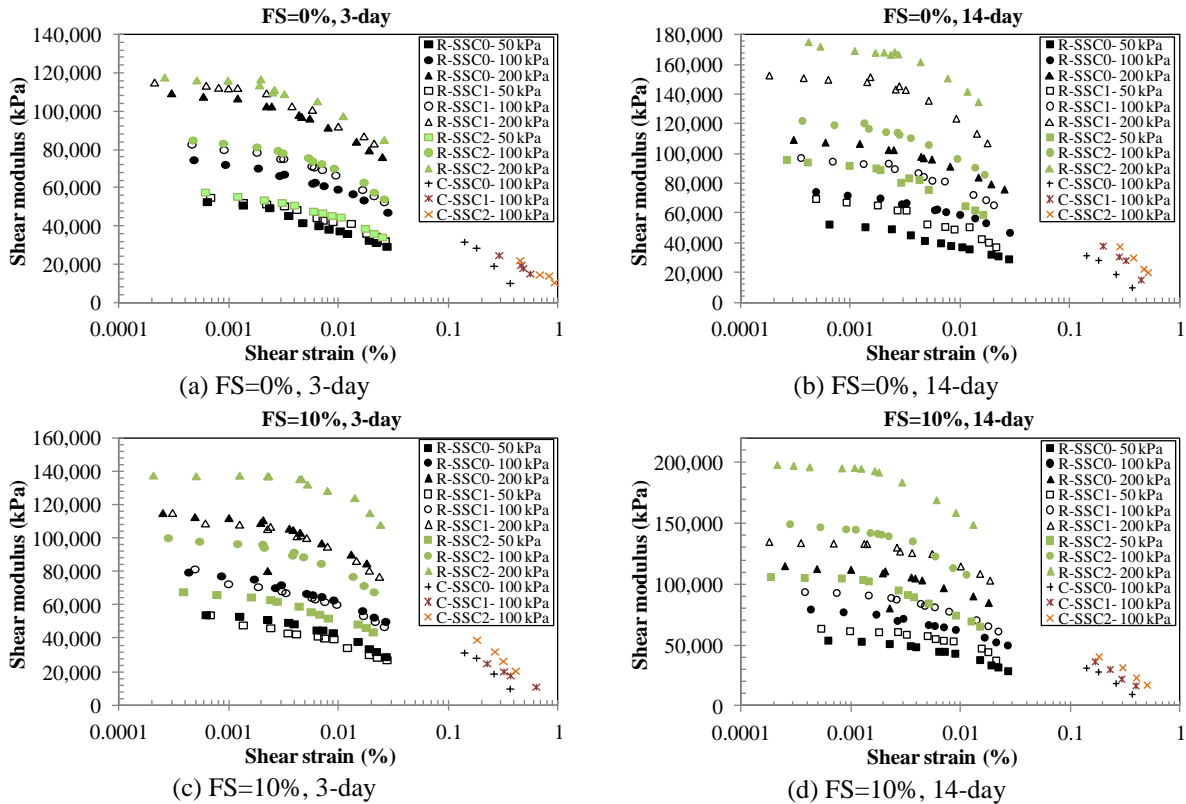 FS=0%, 3-day
140,000
120,000
100,000
80,000
60,000
40,000
20,000
0
Shear modulus (kPa)
R-SSC0- 50 kPa
R-SSC0- 100 kPa
R-SSC0- 200 kPa
R-SSC1- 50 kPa
R-SSC1- 100 kPa
R-SSC1- 200 kPa
R-SSC2- 50 kPa
R-SSC2- 100 kPa
R-SSC2- 200 kPa
C-SSC0- 100 kPa
C-SSC1- 100 kPa
C-SSC2- 100 kPa
0.0001 0.001 0.01 0.1 1
Shear strain (%)
(a) FS=0%, 3-day
FS=0%, 14-day
180,000
160,000
140,000
120,000
100,000
80,000
60,000
40,000
20,000
0
Shear modulus (kPa)
R-SSC0- 50 kPa
R-SSC0- 100 kPa
R-SSC0- 200 kPa
R-SSC1- 50 kPa
R-SSC1- 100 kPa
R-SSC1- 200 kPa
R-SSC2- 50 kPa
R-SSC2- 100 kPa
R-SSC2- 200 kPa
C-SSC0- 100 kPa
C-SSC1- 100 kPa
C-SSC2- 100 kPa
0.0001 0.001 0.01 0.1 1
Shear strain (%)
(b) FS=0%, 14-day
FS=10%, 3-day
160,000
140,000
120,000
100,000
80,000
60,000
40,000
20,000
0
Shear modulus (kPa)
R-SSC0- 50 kPa
R-SSC0- 100 kPa
R-SSC0- 200 kPa
R-SSC1- 50 kPa
R-SSC1- 100 kPa
R-SSC1- 200 kPa
R-SSC2- 50 kPa
R-SSC2- 100 kPa
R-SSC2- 200 kPa
C-SSC0- 100 kPa
C-SSC1- 100 kPa
C-SSC2- 100 kPa
0.0001 0.001 0.01 0.1 1
Shear strain (%)
(c) FS=10%, 3-day
FS=10%, 14-day
200,000
150,000
100,000
50,000
0
Shear modulus (kPa)
R-SSC0- 50 kPa
R-SSC0- 100 kPa
R-SSC0- 200 kPa
R-SSC1- 50 kPa
R-SSC1- 100 kPa
R-SSC1- 200 kPa
R-SSC2- 50 kPa
R-SSC2- 100 kPa
R-SSC2- 200 kPa
C-SSC0- 100 kPa
C-SSC1- 100 kPa
C-SSC2- 100 kPa
0.0001 0.001 0.01 0.1 1
Shear strain (%)
(d) FS=10%, 14-day